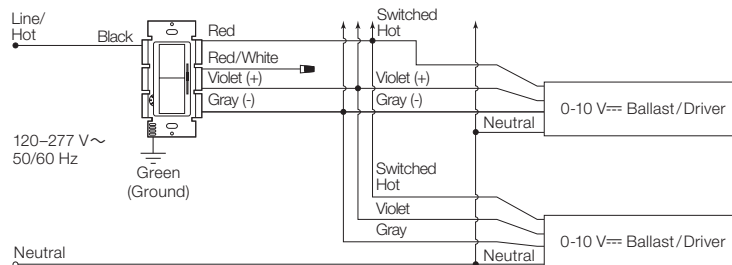 Line/
Hot
Black
Red
Red/White
Violet (+)
Gray (-)
Switched
Hot
Violet (+)
Gray (-)
Neutral
0-10 V⎓ Ballast/Driver
120–277 V~
50/60 Hz
Green
(Ground)
Switched
Hot
Violet
Gray
Neutral
0-10 V⎓ Ballast/Driver
Neutral